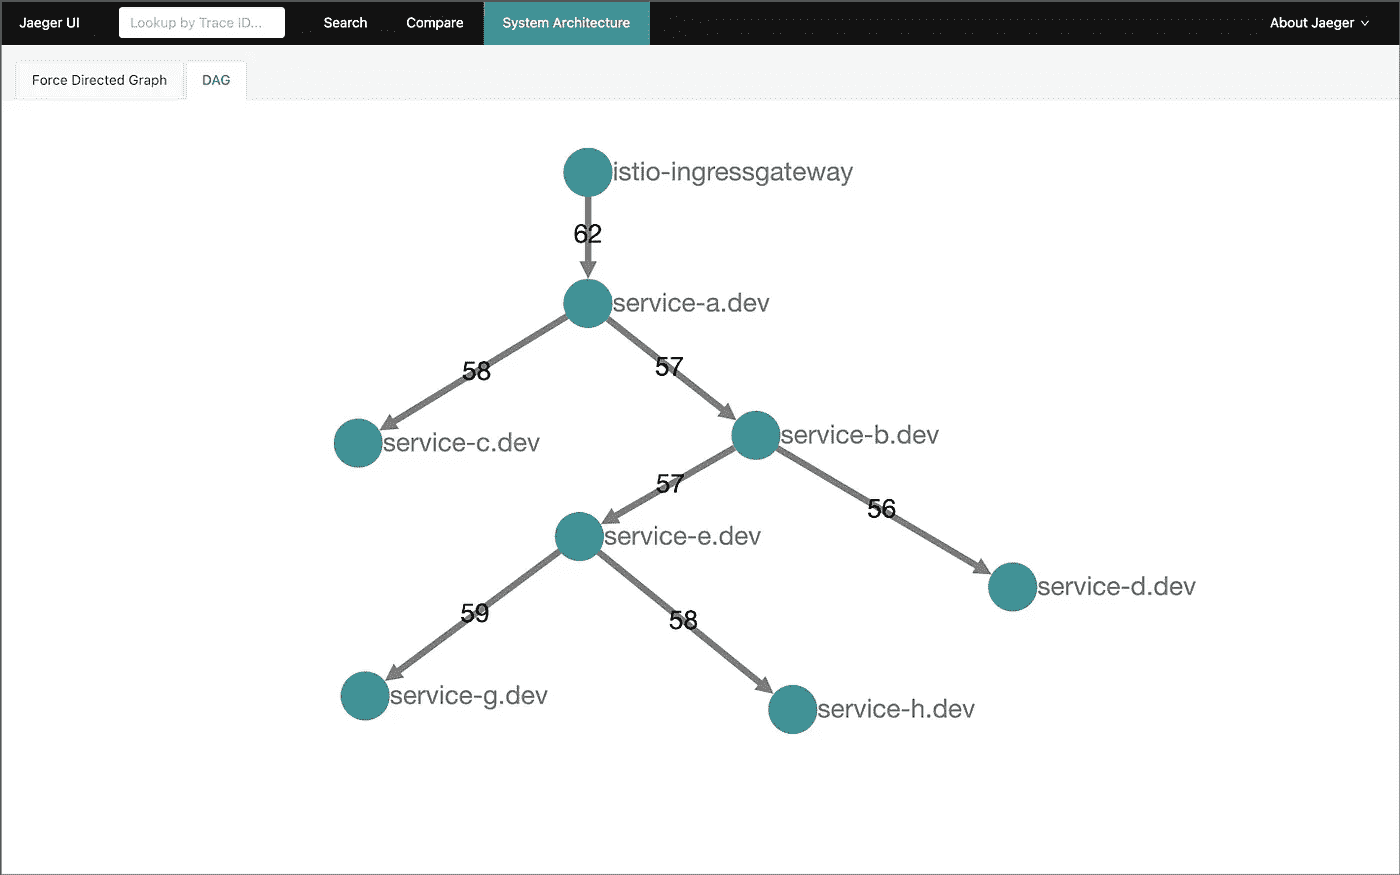 Jaeger UI
Lookup by Trace ID...
Search
Compare
System Architecture
About Jaeger
Force Directed Graph
DAG
istio-ingressgateway
62
service-a.dev
58
57
service-c.dev
service-b.dev
57
56
service-e.dev
service-d.dev
59
58
service-g.dev
service-h.dev